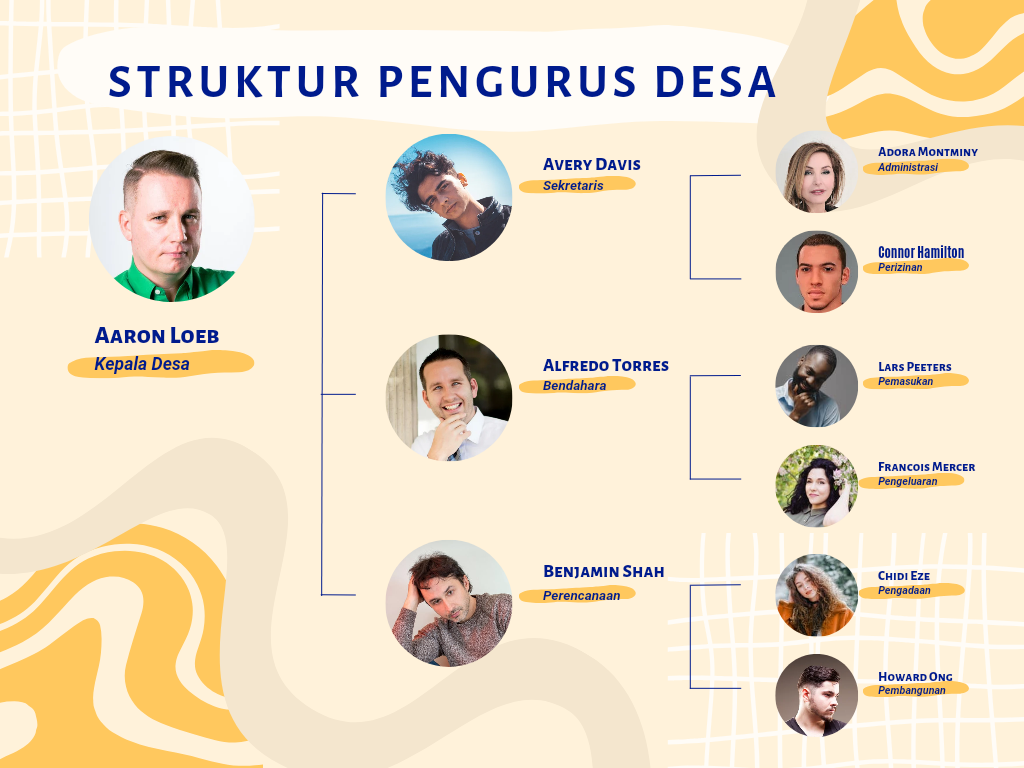 STRUKTUR PENGURUS DESA
Aaron Loeb
Kepala Desa
Avery Davis
Sekretaris
Adora Montminy
Administrasi
Connor Hamilton
Perizinan
Alfredo Torres
Bendahara
Lars Peeters
Pemasukan
Francois Mercer
Pengeluaran
Benjamin Shah
Perencanaan
Chidi Eze
Pengadaan
Howard Ong
Pembangunan